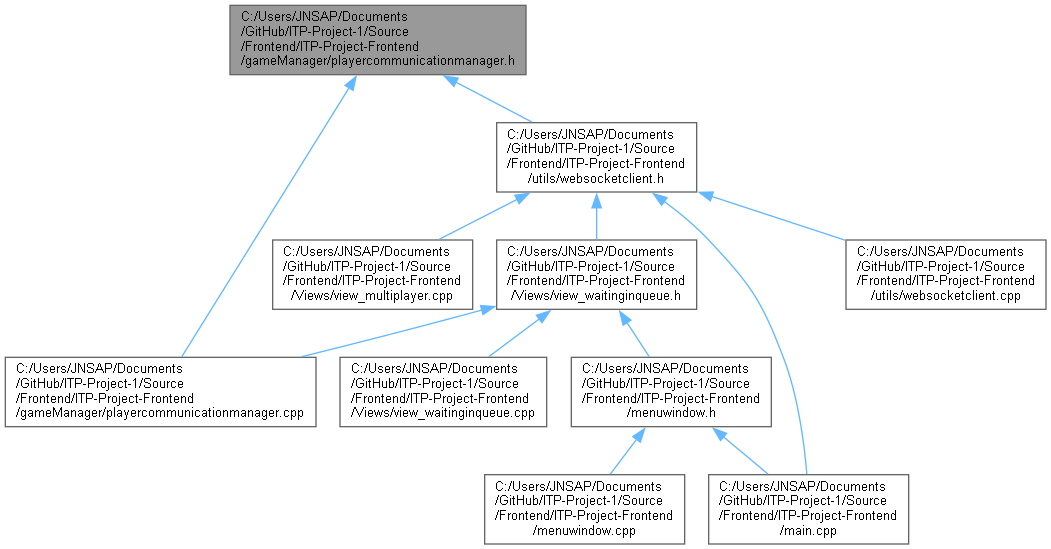 C:/Users/JNSAP/Documents
/GitHub/ITP-Project-1/Source
/Frontend/ITP-Project-Frontend
/gameManager/playercommunicationmanager.h
C:/Users/JNSAP/Documents
/GitHub/ITP-Project-1/Source
/Frontend/ITP-Project-Frontend
/utils/websocketclient.h
C:/Users/JNSAP/Documents
/GitHub/ITP-Project-1/Source
/Frontend/ITP-Project-Frontend
/Views/view_multiplayer.cpp
C:/Users/JNSAP/Documents
/GitHub/ITP-Project-1/Source
/Frontend/ITP-Project-Frontend
/Views/view_waitinginqueue.h
C:/Users/JNSAP/Documents
/GitHub/ITP-Project-1/Source
/Frontend/ITP-Project-Frontend
/utils/websocketclient.cpp
C:/Users/JNSAP/Documents
/GitHub/ITP-Project-1/Source
/Frontend/ITP-Project-Frontend
/gameManager/playercommunicationmanager.cpp
C:/Users/JNSAP/Documents
/GitHub/ITP-Project-1/Source
/Frontend/ITP-Project-Frontend
/Views/view_waitinginqueue.cpp
C:/Users/JNSAP/Documents
/GitHub/ITP-Project-1/Source
/Frontend/ITP-Project-Frontend
/menuwindow.h
C:/Users/JNSAP/Documents
/GitHub/ITP-Project-1/Source
/Frontend/ITP-Project-Frontend
/menuwindow.cpp
C:/Users/JNSAP/Documents
/GitHub/ITP-Project-1/Source
/Frontend/ITP-Project-Frontend
/main.cpp